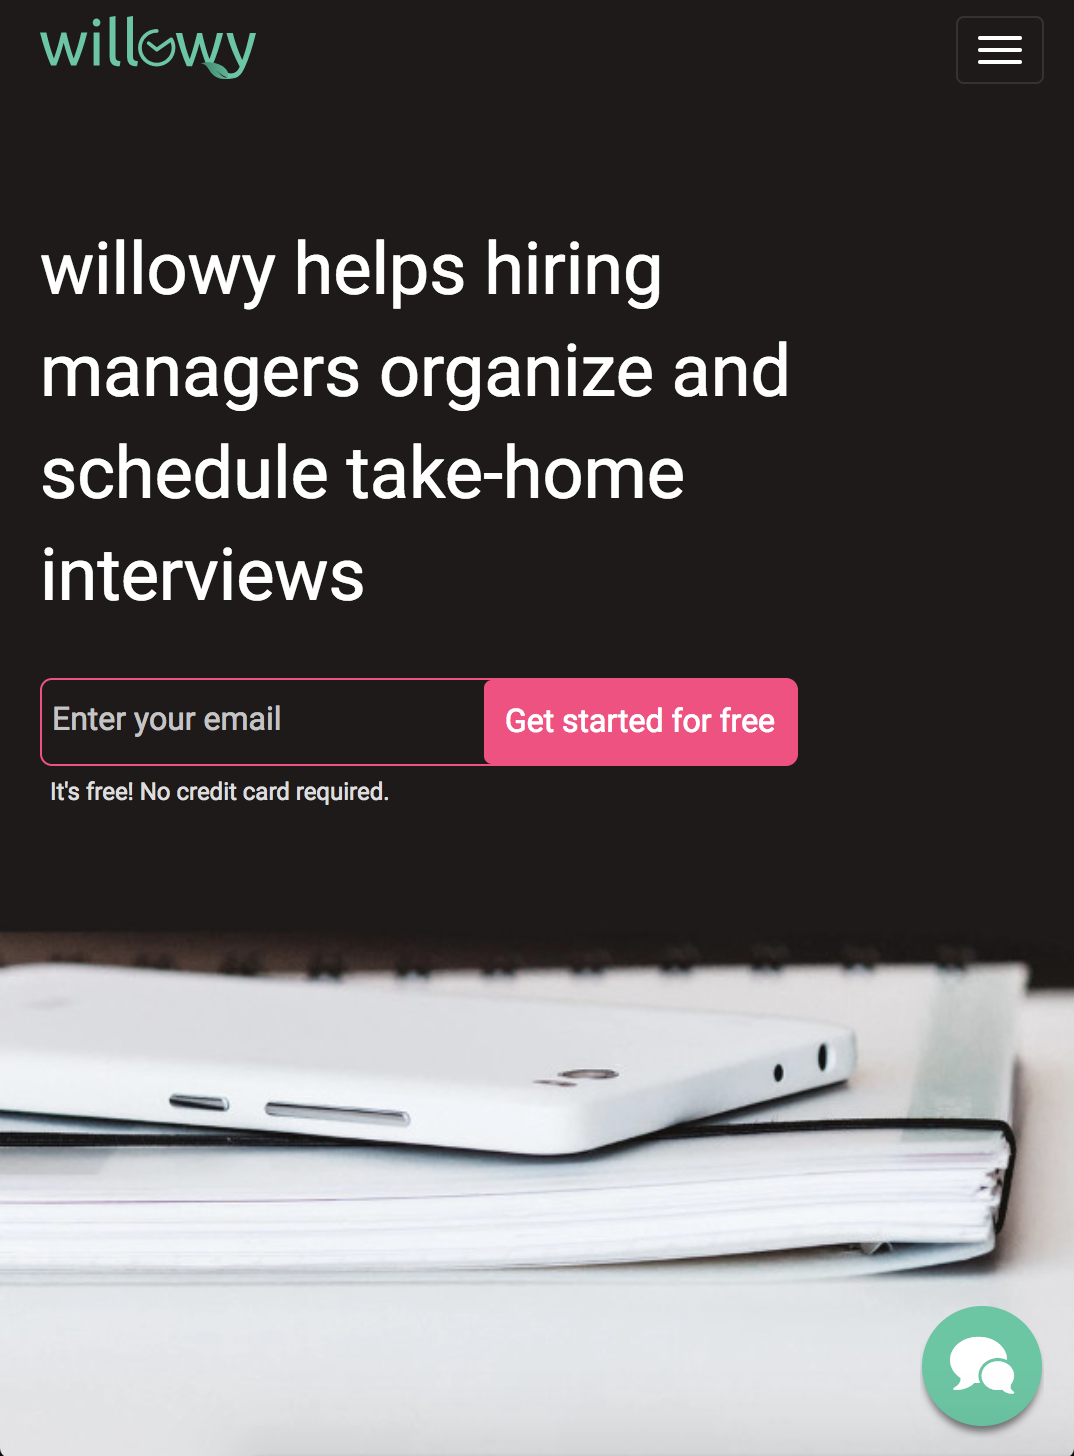 willowy
willowy helps hiring
managers organize and
schedule take-home
interviews
Enter your email
Get started for free
It's free! No credit card required.